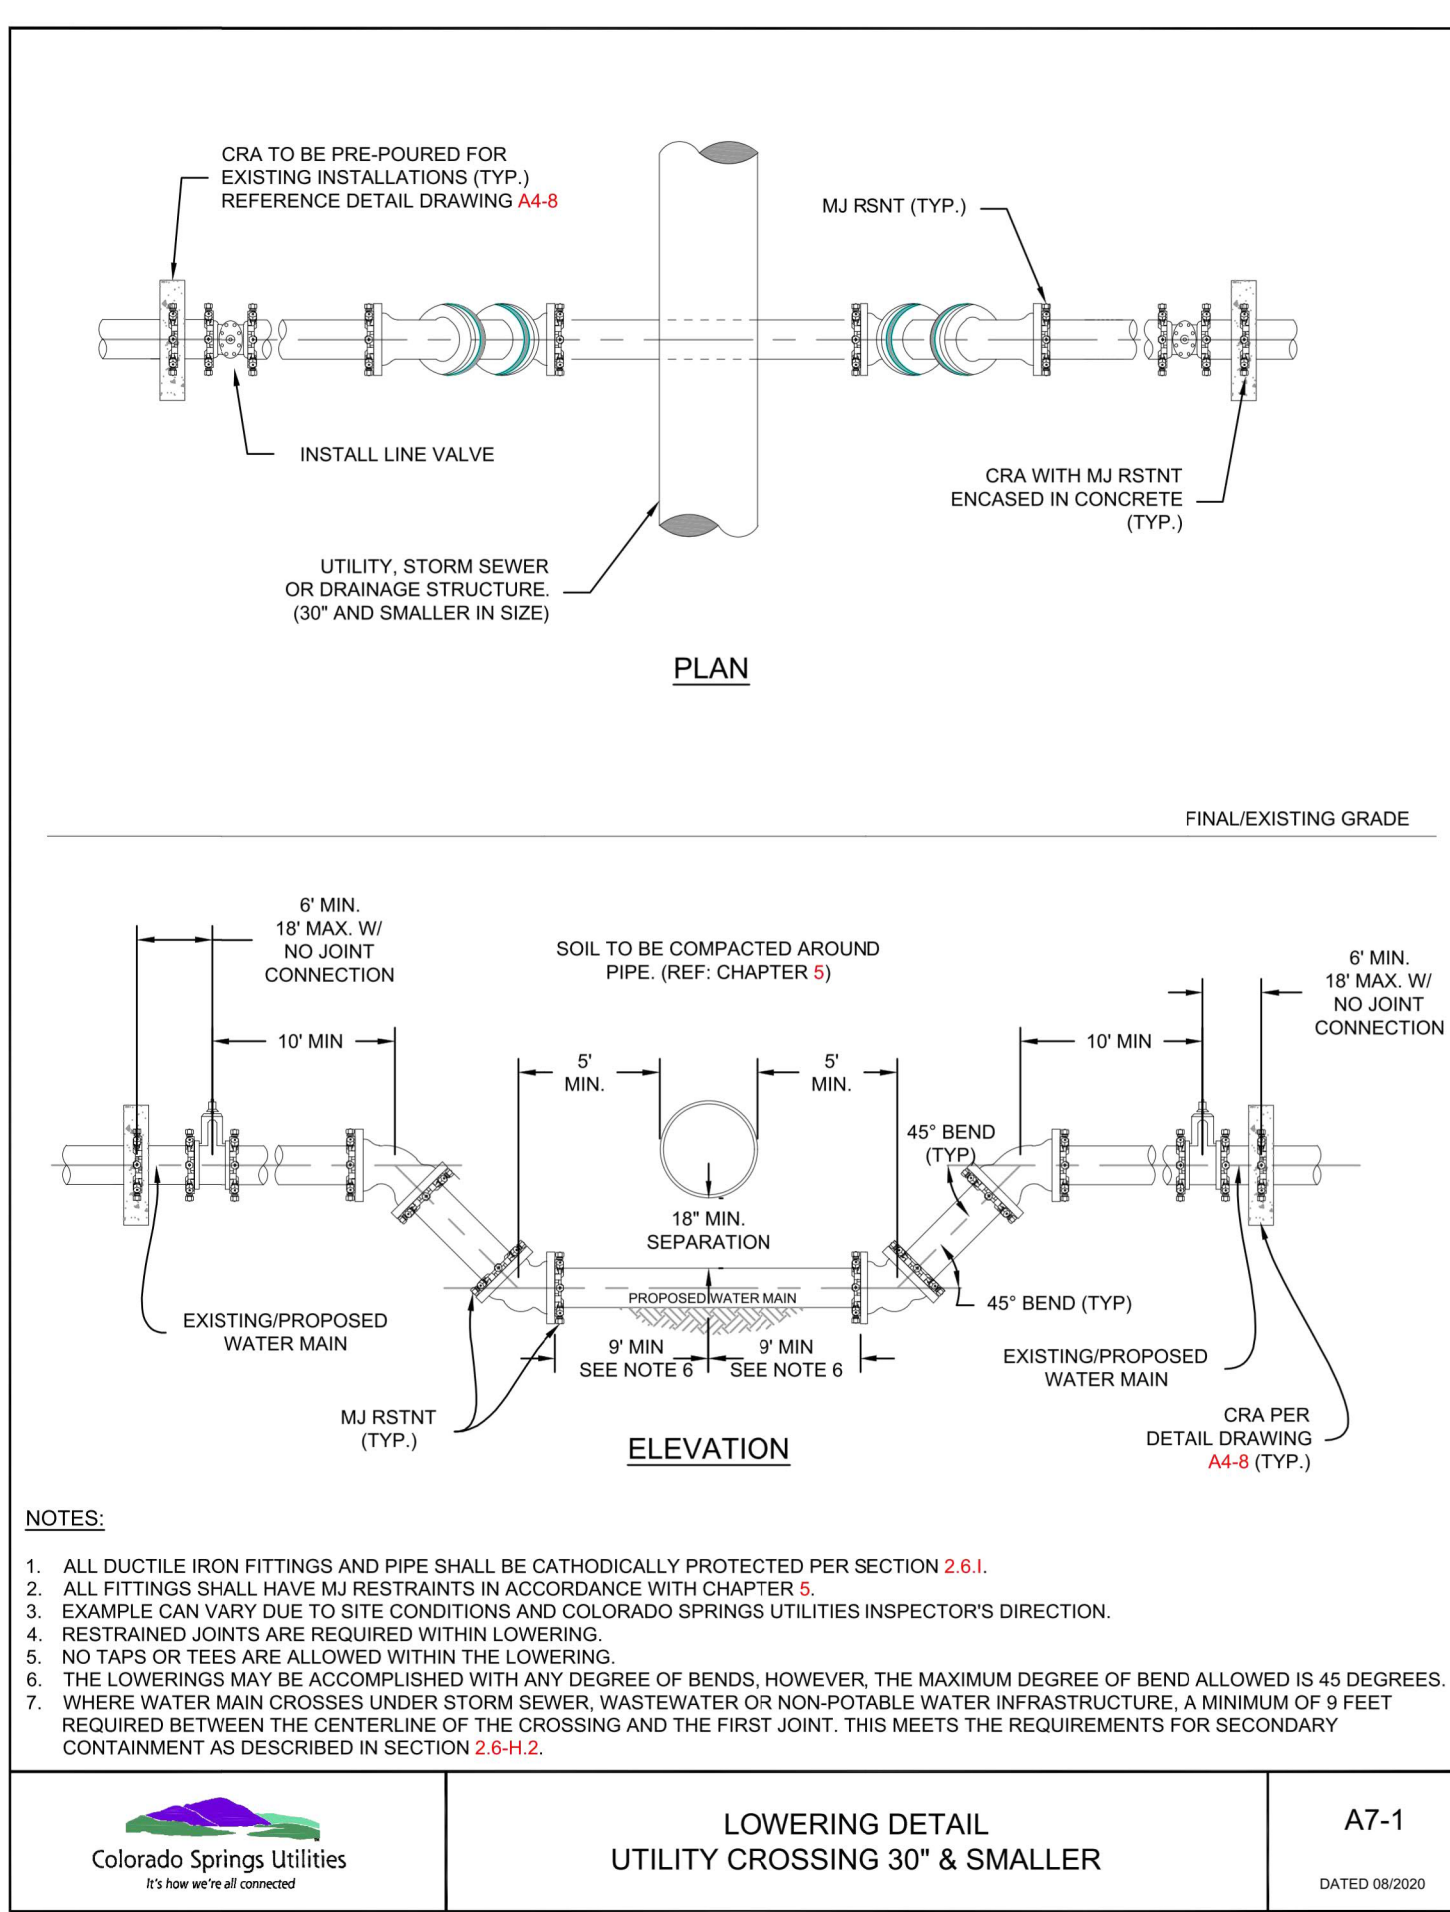 CRA TO BE PRE-POURED FOR
EXISTING INSTALLATIONS (TYP.)
REFERENCE DETAIL DRAWING A4-8
MJ RSNT (TYP.)
INSTALL LINE VALVE
CRA WITH MJ RSTNT
ENCASED IN CONCRETE
(TYP.)
UTILITY, STORM SEWER
OR DRAINAGE STRUCTURE.
(30" AND SMALLER IN SIZE)
PLAN
FINAL/EXISTING GRADE
6' MIN.
18' MAX. W/
NO JOINT
CONNECTION
SOIL TO BE COMPACTED AROUND
PIPE. (REF: CHAPTER 5)
6' MIN.
18' MAX. W/
NO JOINT
CONNECTION
10' MIN
10' MIN
5'
MIN.
5'
MIN.
45° BEND
(TYP)
18" MIN.
SEPARATION
PROPOSED WATER MAIN
45° BEND (TYP)
EXISTING/PROPOSED
WATER MAIN
9' MIN
SEE NOTE 6
9' MIN
SEE NOTE 6
EXISTING/PROPOSED
WATER MAIN
MJ RSTNT
(TYP.)
CRA PER
DETAIL DRAWING
A4-8 (TYP.)
ELEVATION
NOTES:
1. ALL DUCTILE IRON FITTINGS AND PIPE SHALL BE CATHODICALLY PROTECTED PER SECTION 2.6.I.
2. ALL FITTINGS SHALL HAVE MJ RESTRAINTS IN ACCORDANCE WITH CHAPTER 5.
3. EXAMPLE CAN VARY DUE TO SITE CONDITIONS AND COLORADO SPRINGS UTILITIES INSPECTOR'S DIRECTION.
4. RESTRAINED JOINTS ARE REQUIRED WITHIN LOWERING.
5. NO TAPS OR TEES ARE ALLOWED WITHIN THE LOWERING.
6. THE LOWERINGS MAY BE ACCOMPLISHED WITH ANY DEGREE OF BENDS, HOWEVER, THE MAXIMUM DEGREE OF BEND ALLOWED IS 45 DEGREES.
7. WHERE WATER MAIN CROSSES UNDER STORM SEWER, WASTEWATER OR NON-POTABLE WATER INFRASTRUCTURE, A MINIMUM OF 9 FEET
REQUIRED BETWEEN THE CENTERLINE OF THE CROSSING AND THE FIRST JOINT. THIS MEETS THE REQUIREMENTS FOR SECONDARY
CONTAINMENT AS DESCRIBED IN SECTION 2.6-H.2.
Colorado Springs Utilities
It's how we're all connected
LOWERING DETAIL
UTILITY CROSSING 30" & SMALLER
A7-1
DATED 08/2020